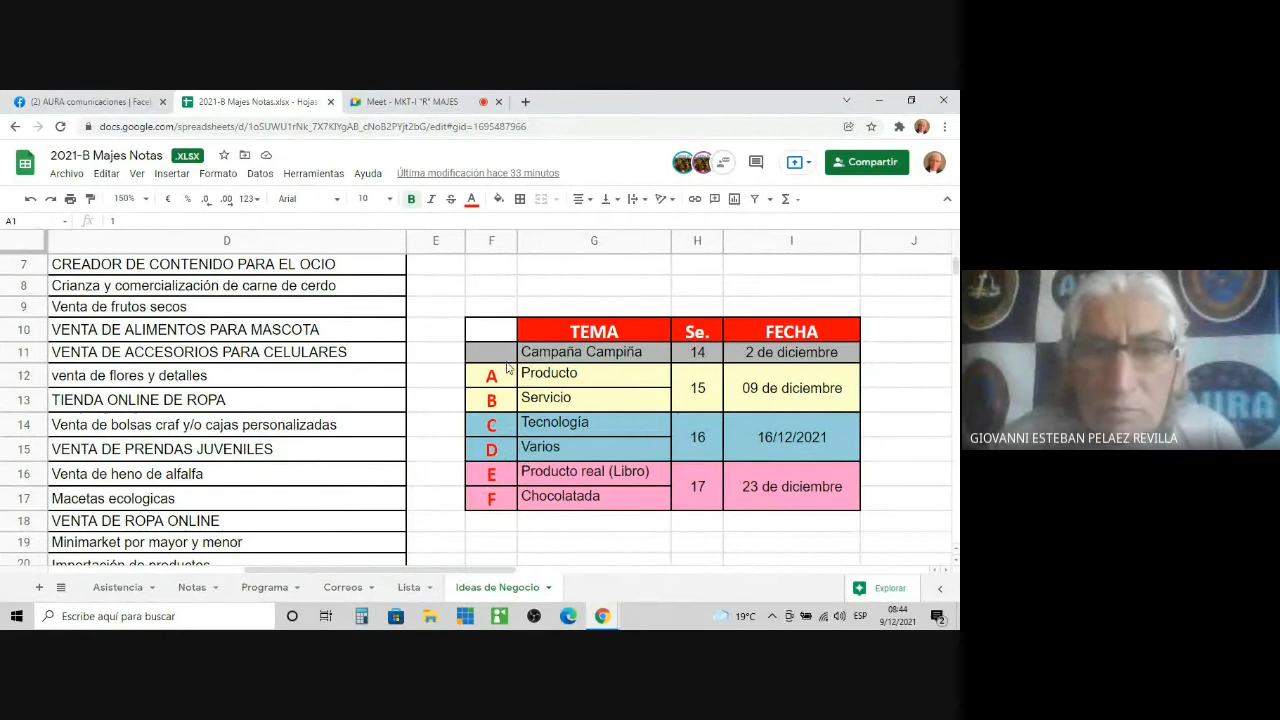 (2) AURA comunicaciones | Face
2021-B Majes Notas.xlsx - Hojas
Meet - MKT-I "R" MAJES
docs.google.com/spreadsheets/d/
2021-B Majes Notas
.XLSX
Compartir
Archivo Editar Ver Insertar Formato Datos Herramientas Ayuda
Última modificación hace 33 minutos
150% € % .0 .00 123 Arial 10 B I S A Σ
A1 fx 1
D E F G H I J
7 CREADOR DE CONTENIDO PARA EL OCIO
8 Crianza y comercialización de carne de cerdo
9 Venta de frutos secos
10 VENTA DE ALIMENTOS PARA MASCOTA TEMA Se. FECHA
11 VENTA DE ACCESORIOS PARA CELULARES Campaña Campiña 14 2 de diciembre
12 venta de flores y detalles A Producto
15 09 de diciembre
13 TIENDA ONLINE DE ROPA B Servicio
14 Venta de bolsas craf y/o cajas personalizadas C Tecnología
16 16/12/2021
15 VENTA DE PRENDAS JUVENILES D Varios
16 Venta de heno de alfalfa E Producto real (Libro)
17 23 de diciembre
17 Macetas ecologicas F Chocolatada
18 VENTA DE ROPA ONLINE
19 Minimarket por mayor y menor
20 Importación de productos
Asistencia Notas Programa Correos Lista Ideas de Negocio
Explorar
Escribe aquí para buscar
19°C ESP
08:44
9/12/2021
2
GIOVANNI ESTEBAN PELAEZ REVILLA
URA